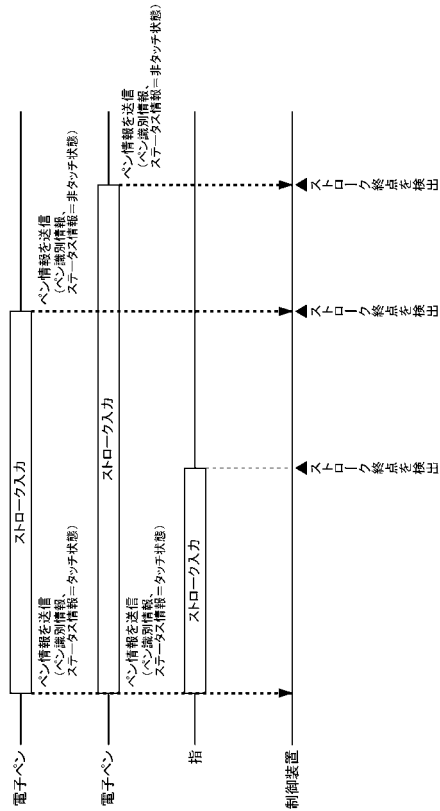 電子ペン
ペン情報を送信
(ペン識別情報、
ステータス情報=タッチ状態)
ストローク入力
ペン情報を送信
(ペン識別情報、
ステータス情報=非タッチ状態)
電子ペン
ペン情報を送信
(ペン識別情報、
ステータス情報=タッチ状態)
ストローク入力
ペン情報を送信
(ペン識別情報、
ステータス情報=非タッチ状態)
指
ストローク入力
制御装置
ストローク終点を検出
ストローク終点を検出
ストローク終点を検出